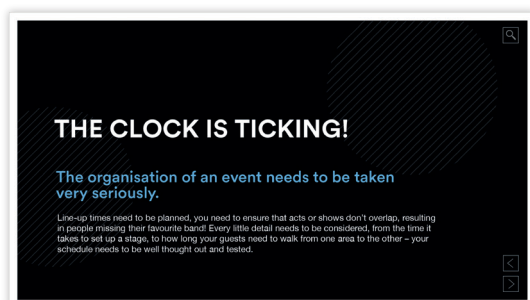 THE CLOCK IS TICKING!
The organisation of an event needs to be taken
very seriously.
Line-up times need to be planned, you need to ensure that acts or shows don't overlap, resulting
in people missing their favourite band! Every little detail needs to be considered, from the time it
takes to set up a stage, to how long your guests need to walk from one area to the other – your
schedule needs to be well thought out and tested.